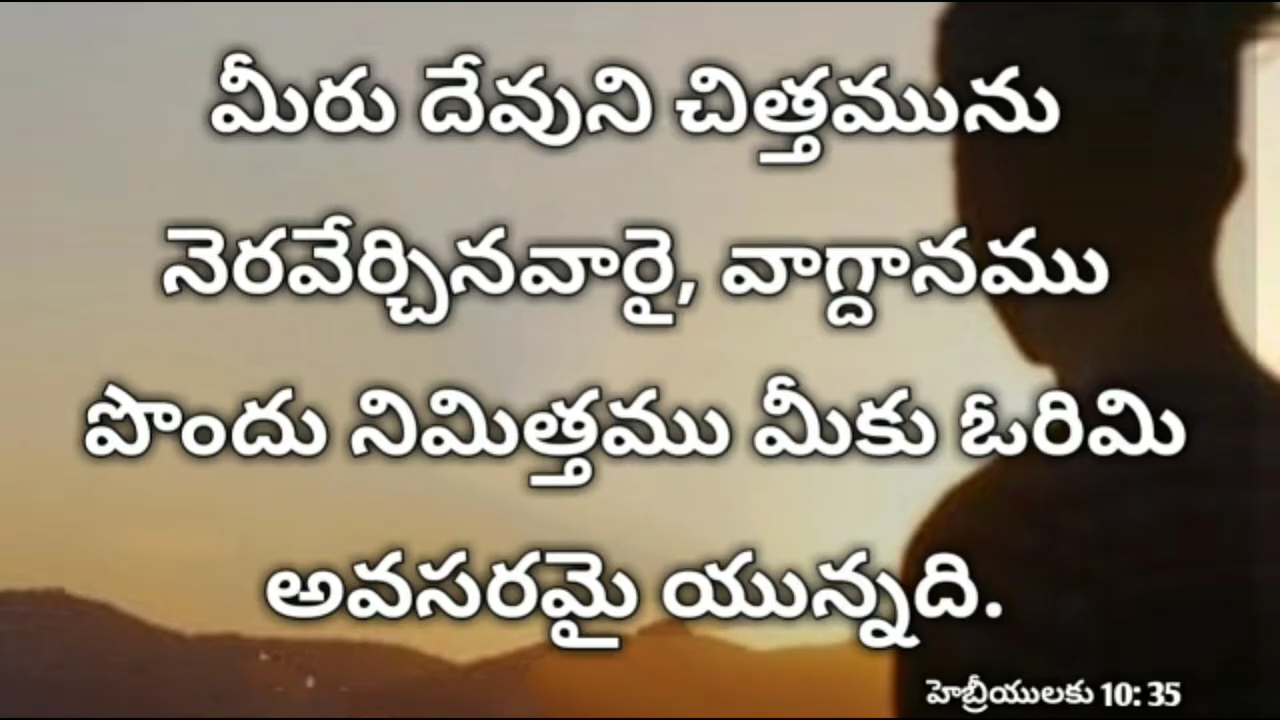 మీరు దేవుని చిత్తమును
నెరవేర్చినవారై, వాగ్దానము
పొందు నిమిత్తము మీకు ఓరిమి
అవసరమై యున్నది.
హెబ్రీయులకు 10: 35